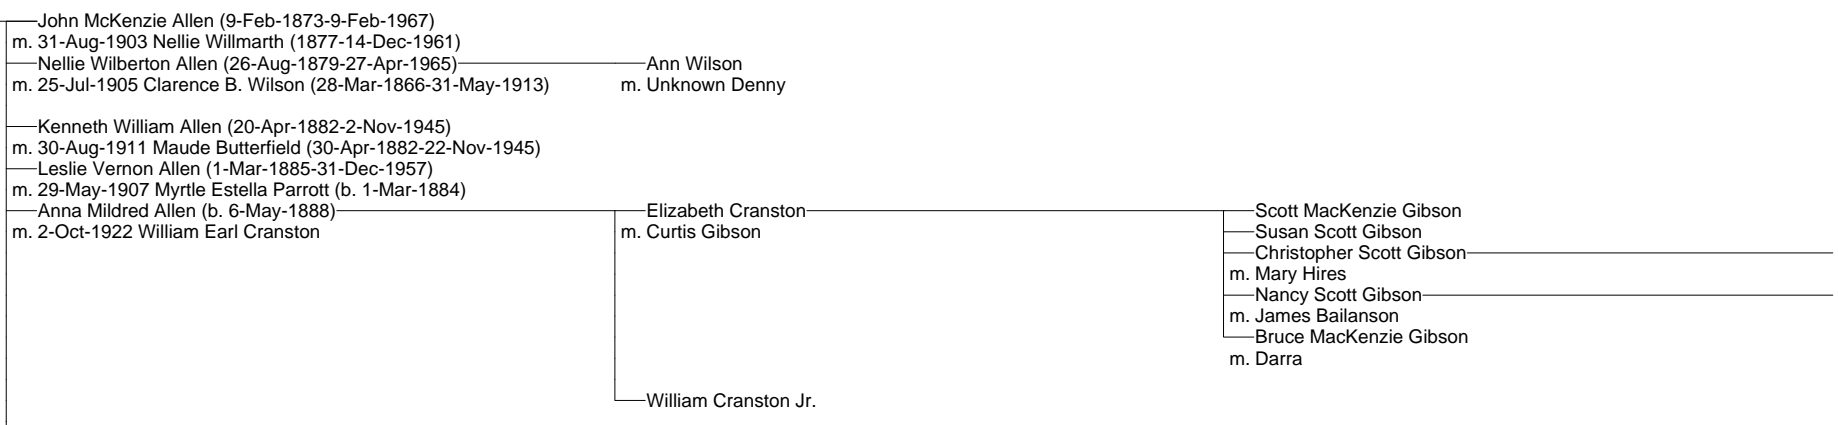 John McKenzie Allen (9-Feb-1873-9-Feb-1967)
m. 31-Aug-1903 Nellie Willmarth (1877-14-Dec-1961)
Nellie Wilberton Allen (26-Aug-1879-27-Apr-1965)
m. 25-Jul-1905 Clarence B. Wilson (28-Mar-1866-31-May-1913)
Ann Wilson
m. Unknown Denny
Kenneth William Allen (20-Apr-1882-2-Nov-1945)
m. 30-Aug-1911 Maude Butterfield (30-Apr-1882-22-Nov-1945)
Leslie Vernon Allen (1-Mar-1885-31-Dec-1957)
m. 29-May-1907 Myrtle Estella Parrott (b. 1-Mar-1884)
Anna Mildred Allen (b. 6-May-1888)
m. 2-Oct-1922 William Earl Cranston
Elizabeth Cranston
m. Curtis Gibson
Scott MacKenzie Gibson
Susan Scott Gibson
Christopher Scott Gibson
m. Mary Hires
Nancy Scott Gibson
m. James Bailanson
Bruce MacKenzie Gibson
m. Darra
William Cranston Jr.